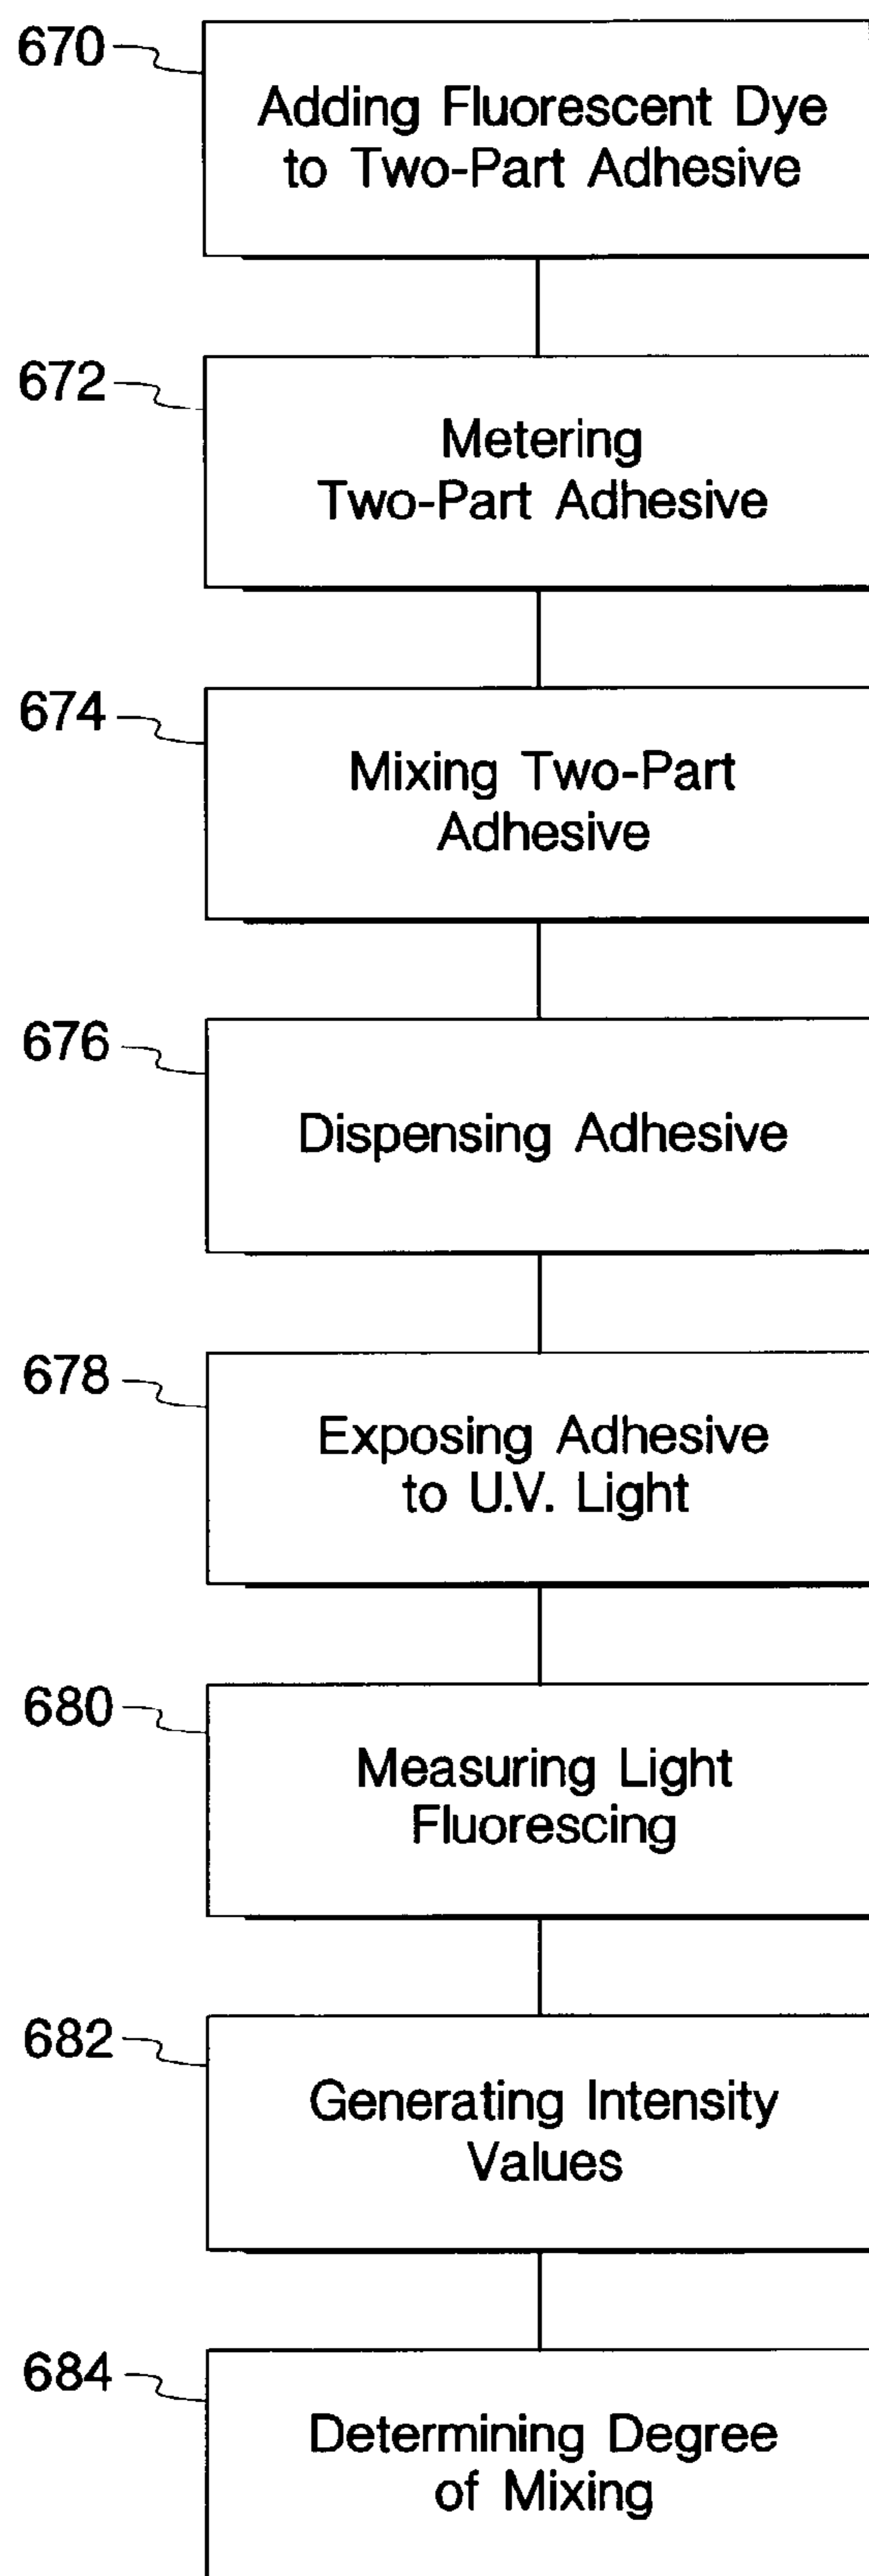 670
Adding Fluorescent Dye
to Two-Part Adhesive
672
Metering
Two-Part Adhesive
674
Mixing Two-Part
Adhesive
676
Dispensing Adhesive
678
Exposing Adhesive
to U.V. Light
680
Measuring Light
Fluorescing
682
Generating Intensity
Values
684
Determining Degree
of Mixing